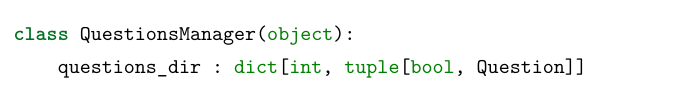 class QuestionsManager(object):
    questions_dir : dict[int, tuple[bool, Question]]